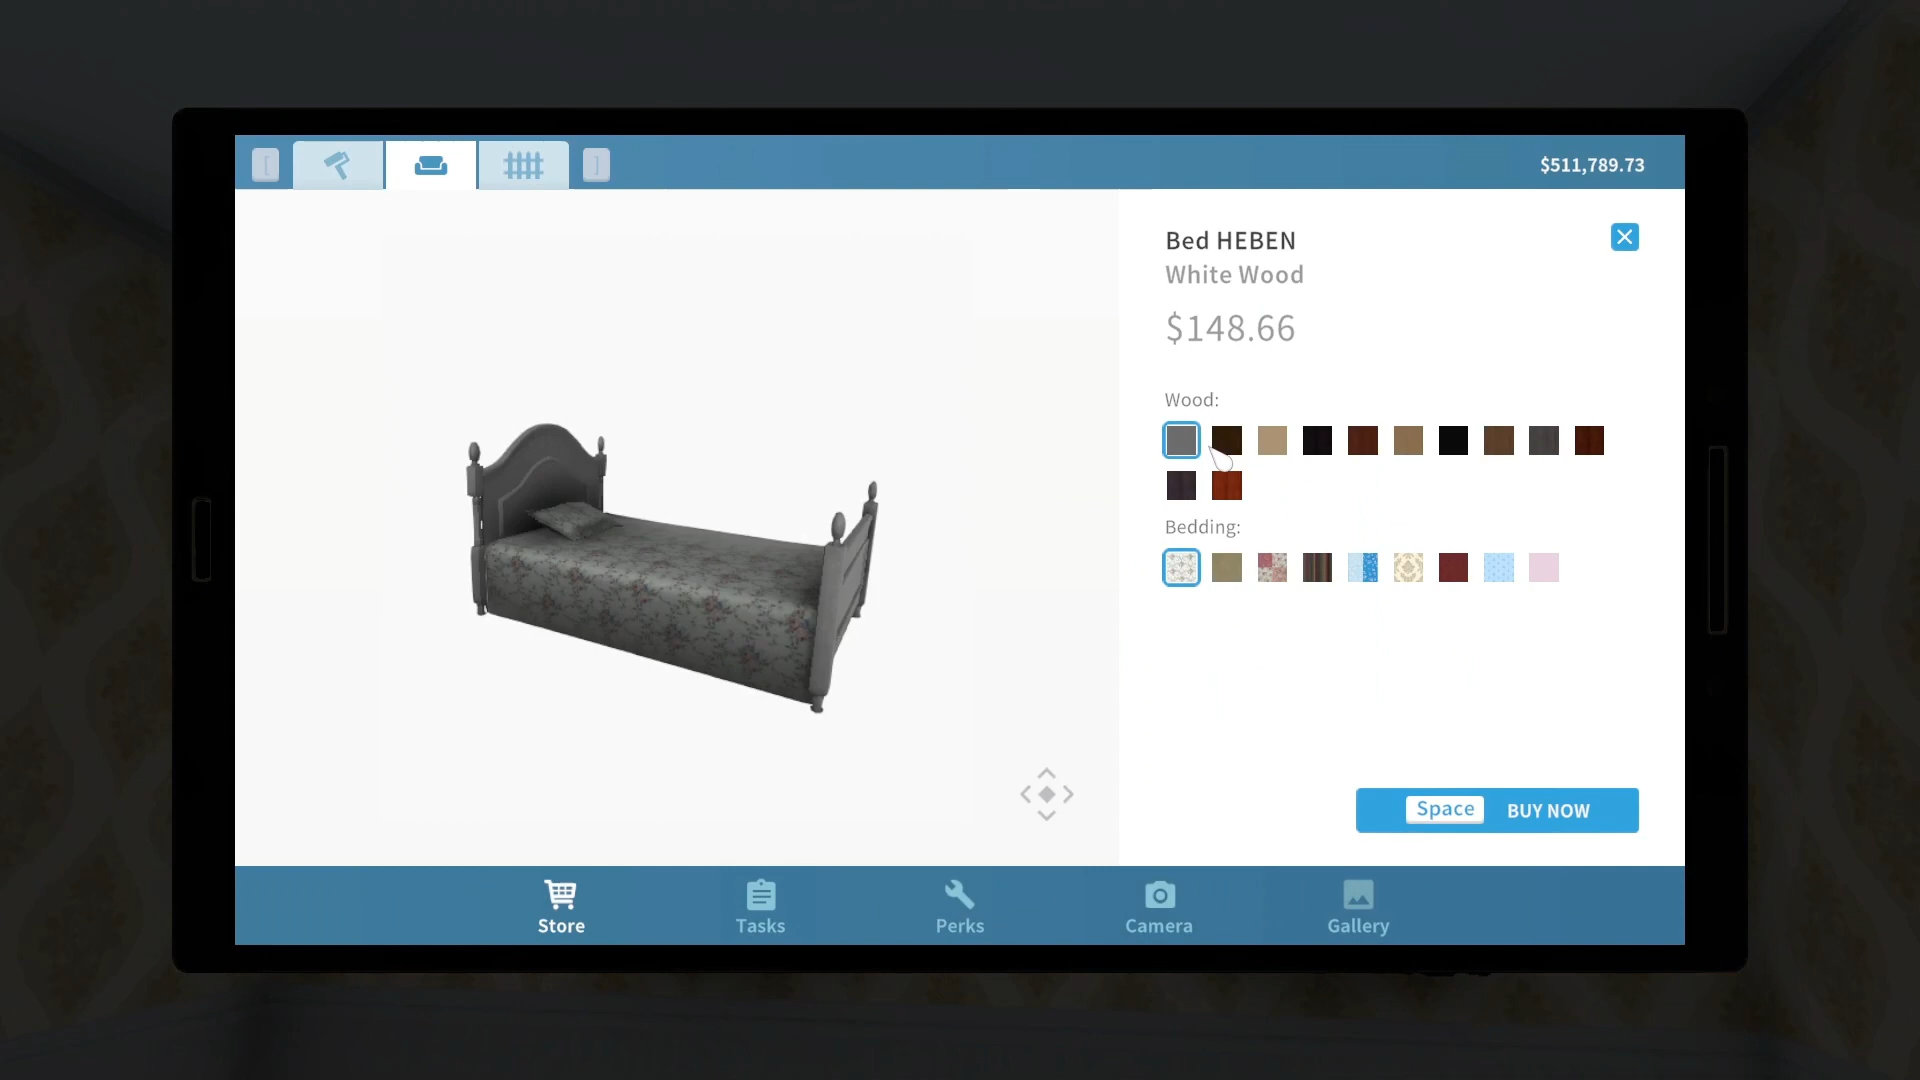 [
]
$511,789.73
Bed HEBEN
White Wood
$148.66
Wood:
Bedding:
Space BUY NOW
Store
Tasks
Perks
Camera
Gallery